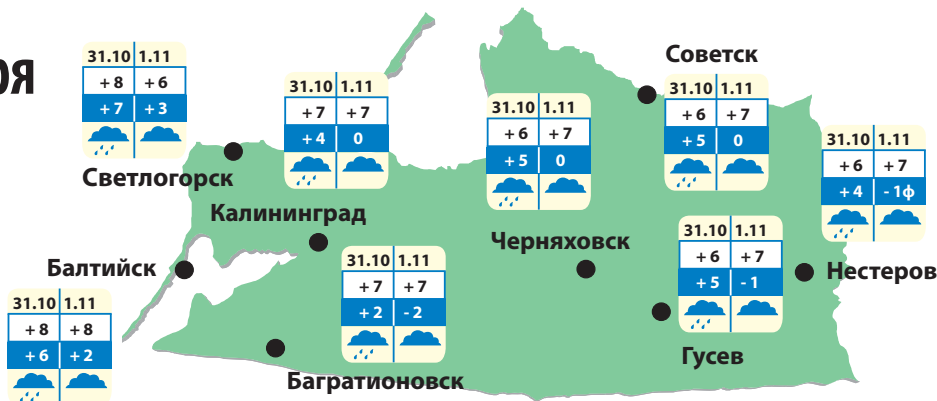 ОЯ
31.10 1.11
+8 +6
+7 +3
Светлогорск
31.10 1.11
+7 +7
+4 0
Калининград
31.10 1.11
+6 +7
+5 0
Черняховск
Советск
31.10 1.11
+6 +7
+5 0
31.10 1.11
+6 +7
+4 -1ф
Нестеров
Балтийск
31.10 1.11
+8 +8
+6 +2
31.10 1.11
+7 +7
+2 -2
Багратионовск
31.10 1.11
+6 +7
+5 -1
Гусев